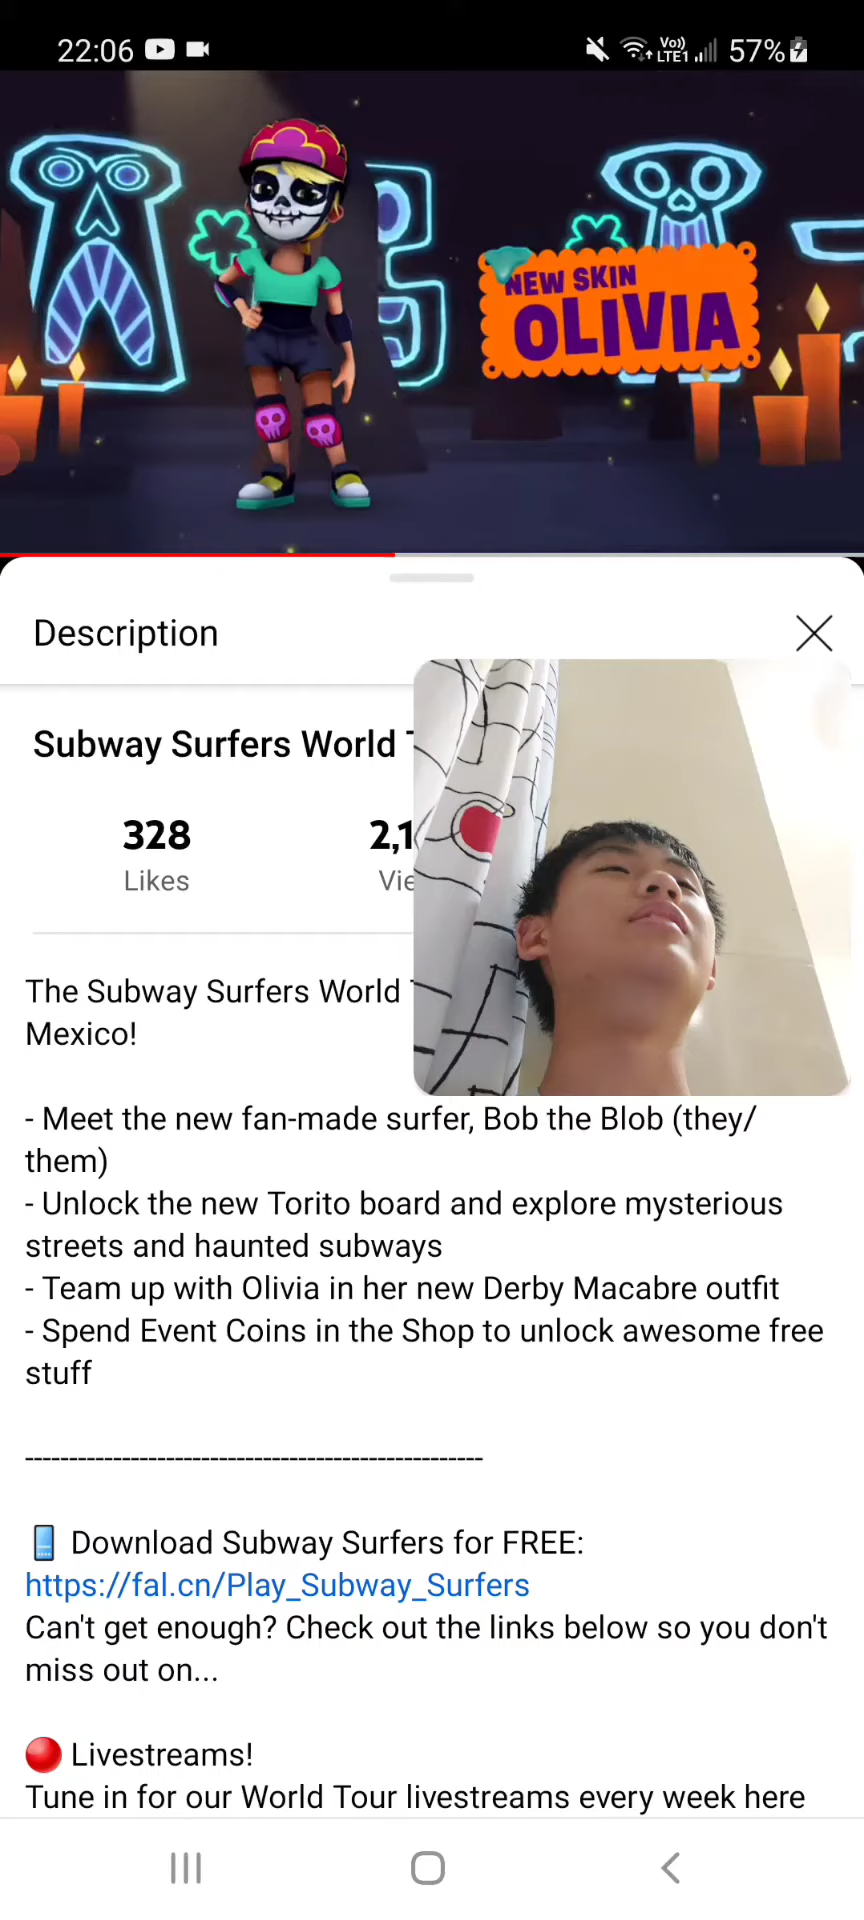 22:06
Vo))
LTE1
57%
NEW SKIN
OLIVIA
Description
Subway Surfers World
328
Likes
2,1
Vie
The Subway Surfers World
Mexico!
- Meet the new fan-made surfer, Bob the Blob (they/
them)
- Unlock the new Torito board and explore mysterious
streets and haunted subways
- Team up with Olivia in her new Derby Macabre outfit
- Spend Event Coins in the Shop to unlock awesome free
stuff
---------------------------------------------------
Download Subway Surfers for FREE:
https://fal.cn/Play_Subway_Surfers
Can't get enough? Check out the links below so you don't
miss out on...
Livestreams!
Tune in for our World Tour livestreams every week here